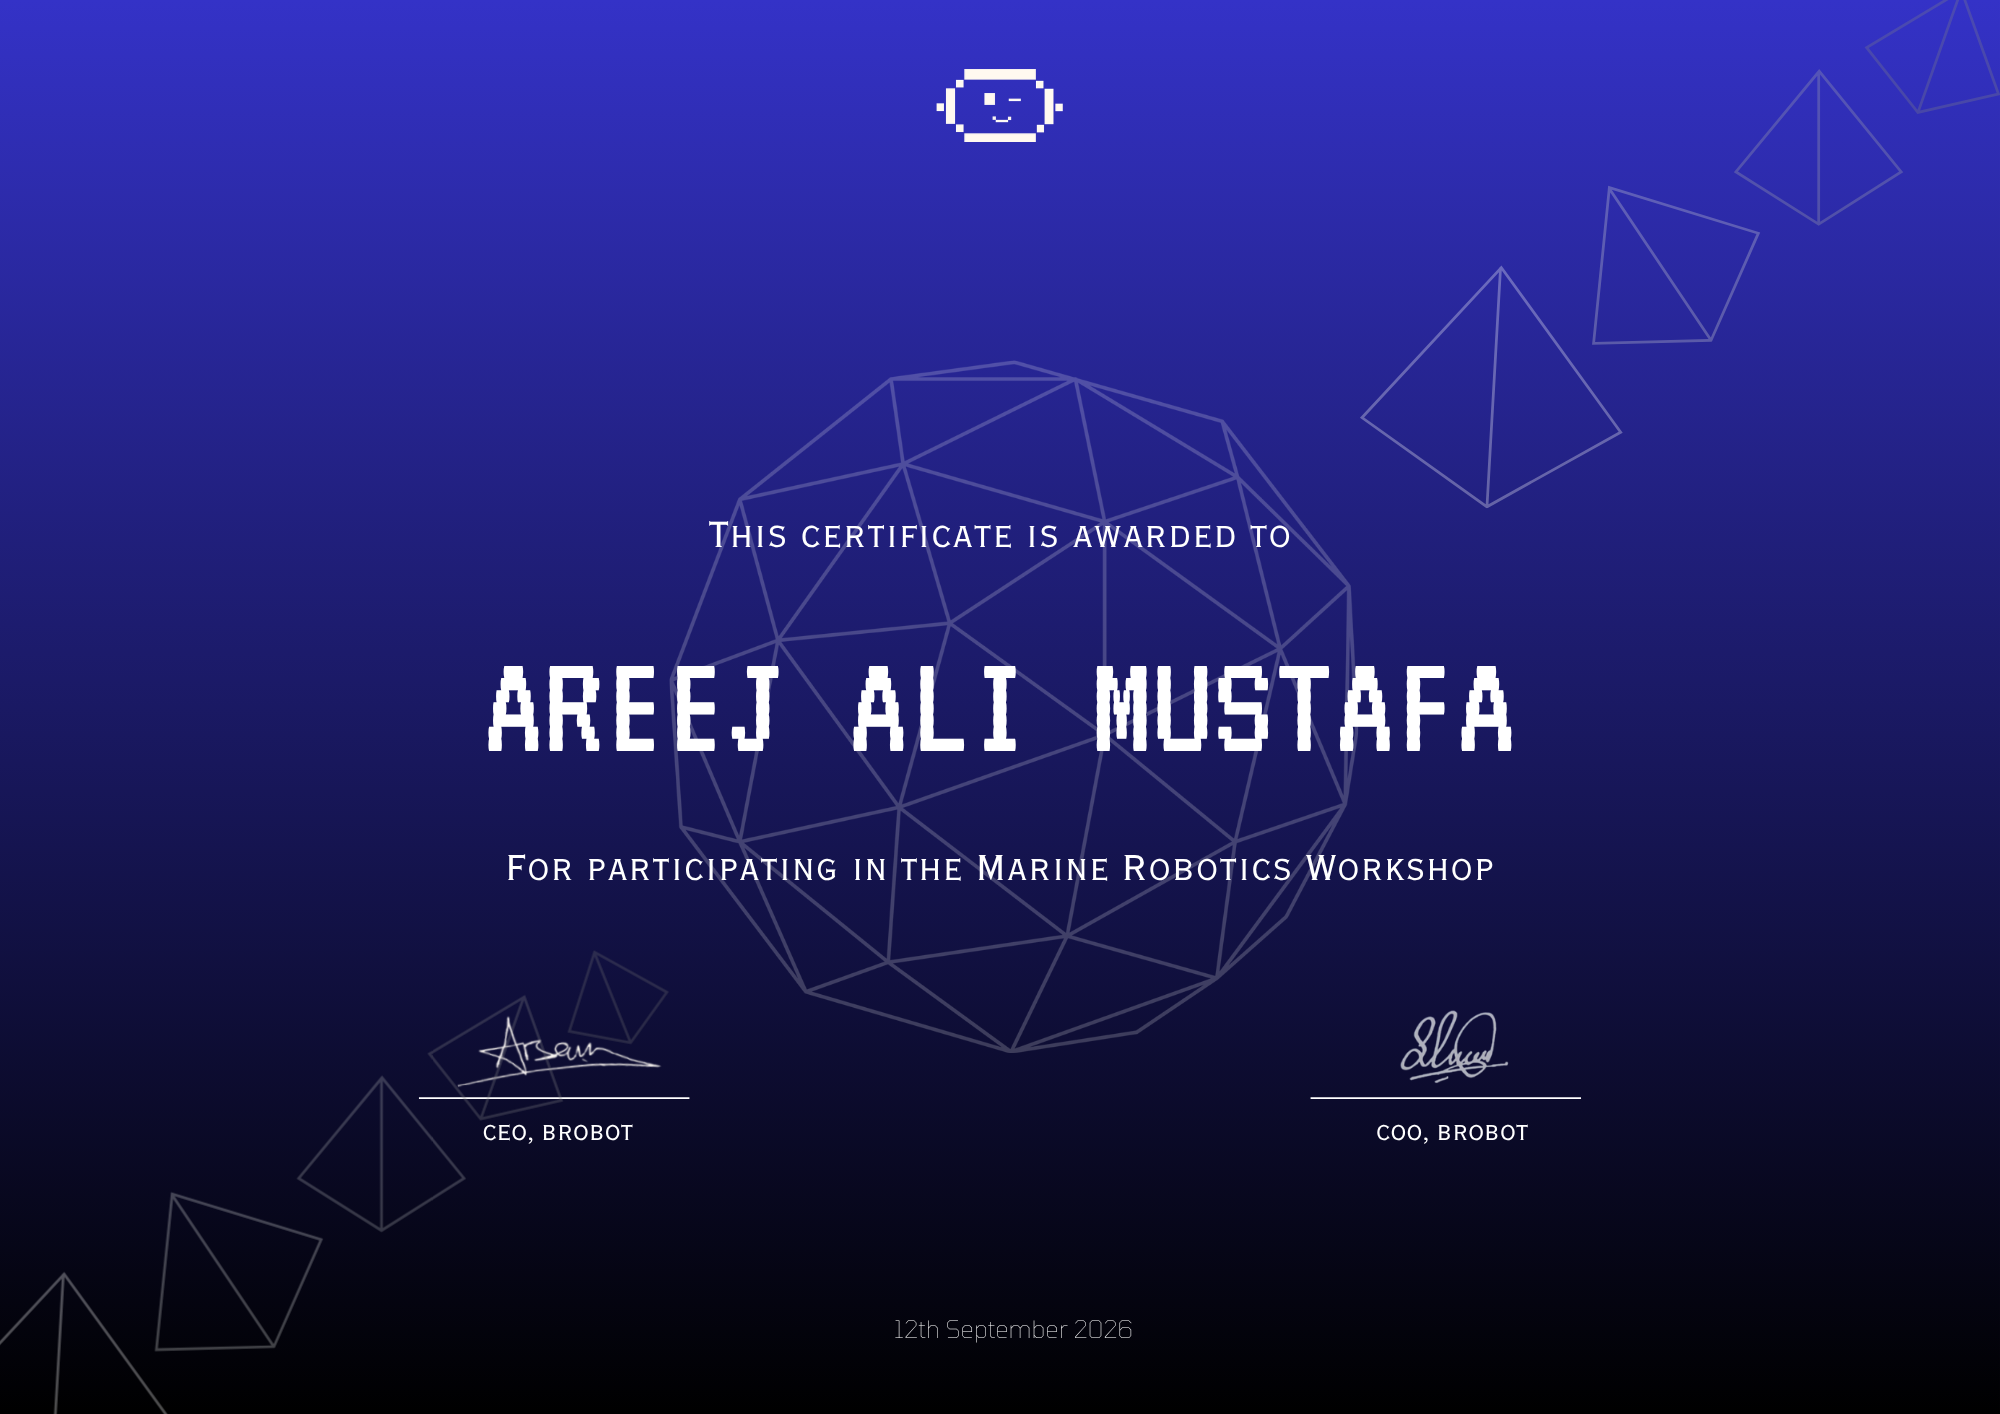 This certificate is awarded to
AREEJ ALI MUSTAFA
For participating in the Marine Robotics Workshop
Arsam
CEO, BROBOT
COO, BROBOT
12th September 2026